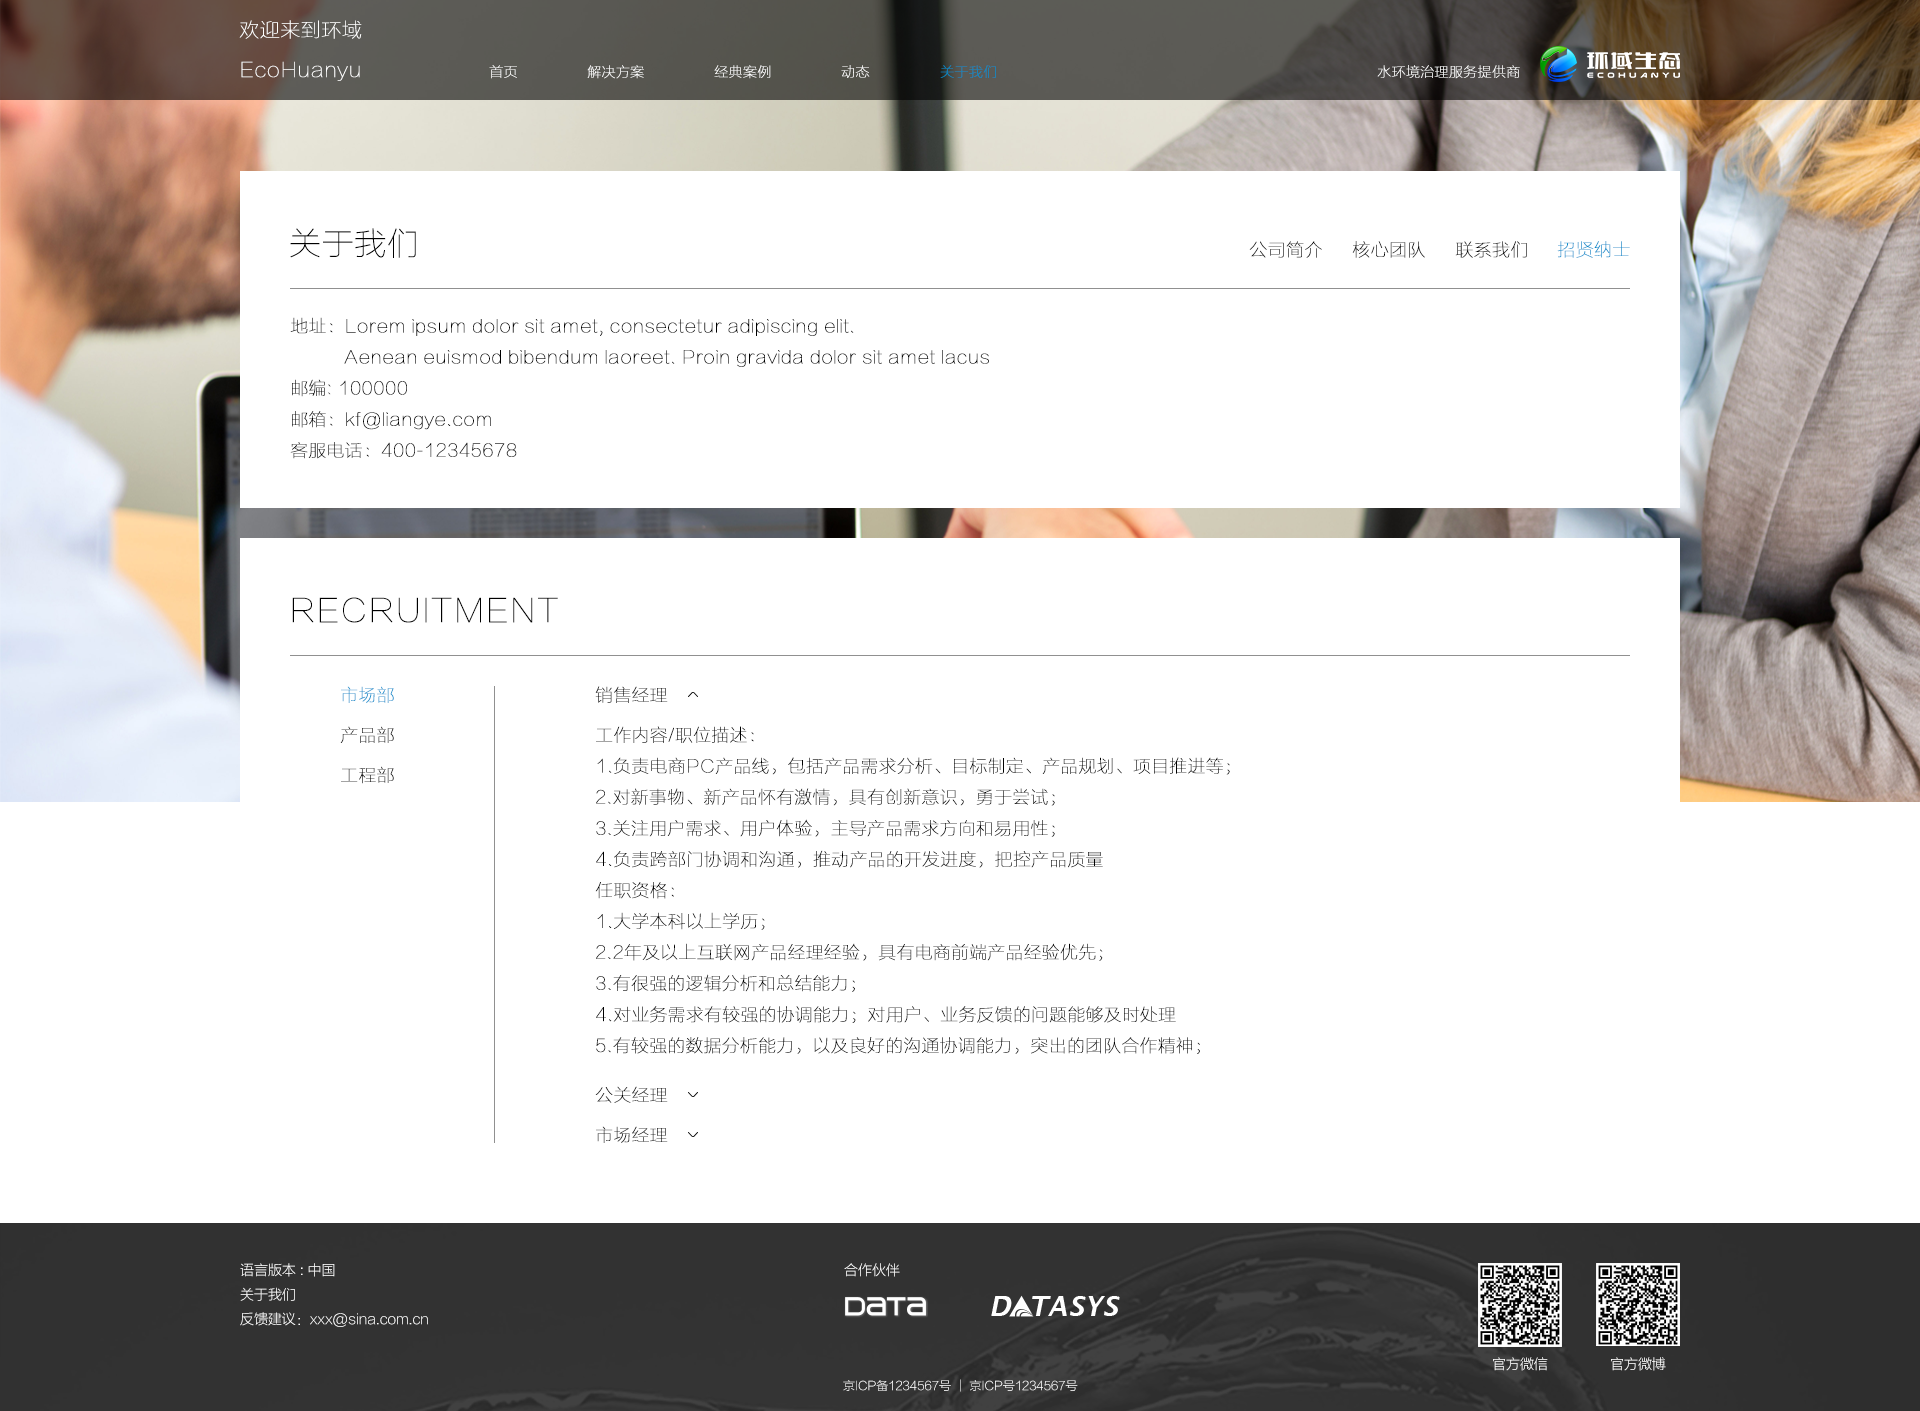 欢迎来到环域
EcoHuanyu
首页 解决方案 经典案例 动态 关于我们
水环境治理服务提供商
环域生态
ECOHUANYU
关于我们
公司简介 核心团队 联系我们 招贤纳士
地址：Lorem ipsum dolor sit amet, consectetur adipiscing elit.
Aenean euismod bibendum laoreet. Proin gravida dolor sit amet lacus
邮编: 100000
邮箱：kf@liangye.com
客服电话：400-12345678
RECRUITMENT
市场部
产品部
工程部
销售经理
工作内容/职位描述：
1.负责电商PC产品线，包括产品需求分析、目标制定、产品规划、项目推进等；
2.对新事物、新产品怀有激情，具有创新意识，勇于尝试；
3.关注用户需求、用户体验，主导产品需求方向和易用性；
4.负责跨部门协调和沟通，推动产品的开发进度，把控产品质量
任职资格：
1.大学本科以上学历；
2.2年及以上互联网产品经理经验，具有电商前端产品经验优先；
3.有很强的逻辑分析和总结能力；
4.对业务需求有较强的协调能力；对用户、业务反馈的问题能够及时处理
5.有较强的数据分析能力，以及良好的沟通协调能力，突出的团队合作精神；
公关经理
市场经理
语言版本 : 中国
关于我们
反馈建议：xxx@sina.com.cn
合作伙伴
DATA
DATASYS
官方微信
官方微博
京ICP备1234567号 | 京ICP号1234567号